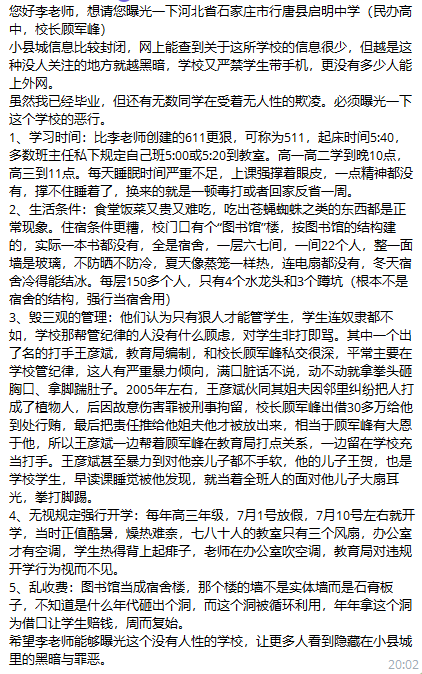 您好李老师，想请您曝光一下河北省石家庄市行唐县启明中学（民办高
中，校长顾军峰）
小县城信息比较封闭，网上能查到关于这所学校的信息很少，但越是这
种没人关注的地方就越黑暗，学校又严禁学生带手机，更没有多少人能
上外网。
虽然我已经毕业，但还有无数同学在受着无人性的欺凌。必须曝光一下
这个学校的恶行。
1、学习时间：比李老师创建的611更狠，可称为511，起床时间5:40，
多数班主任私下规定自己班5:00或5:20到教室。高一高二学到晚10点，
高三到11点。每天睡眠时间严重不足，上课强撑着眼皮，一点精神都没
有，撑不住睡着了，换来的就是一顿毒打或者回家反省一周。
2、生活条件：食堂饭菜又贵又难吃，吃出苍蝇蜘蛛之类的东西都是正
常现象。住宿条件更糟，校门口有个“图书馆”楼，按图书馆的结构建
的，实际一本书都没有，全是宿舍，一层六七间，一间22个人，整一面
墙是玻璃，不防晒不防冷，夏天像蒸笼一样热，连电扇都没有，冬天宿
舍冷得能结冰。每层150多个人，只有4个水龙头和3个蹲坑（根本不是
宿舍的结构，强行当宿舍用）
3、毁三观的管理：他们认为只有狠人才能管学生，学生连奴隶都不
如，学校那帮管纪律的人没有什么顾虑，对学生非打即骂。其中一个出
了名的打手王彦斌，教育局编制，和校长顾军峰私交很深，平常主要在
学校管纪律，这人有严重暴力倾向，满口脏话不说，动不动就拿拳头砸
胸口、拿脚踹肚子。2005年左右，王彦斌伙同其姐夫因邻里纠纷把人打
成了植物人，后因故意伤害罪被刑事拘留，校长顾军峰出借30多万给他
到处行贿，最后把责任推给他姐夫他才被放出来，相当于顾军峰有大恩
于他，所以王彦斌一边帮着顾军峰在教育局打点关系，一边留在学校充
当打手。王彦斌甚至暴力到对他亲儿子都不手软，他的儿子王贺，也是
学校学生，早读课睡觉被他发现，就当着全班人的面对他儿子大扇耳
光，拳打脚踢。
4、无视规定强行开学：每年高三年级，7月1号放假，7月10号左右就开
学，当时正值酷暑，燥热难奈，七八十人的教室只有三个风扇，办公室
才有空调，学生热得背上起痱子，老师在办公室吹空调，教育局对违规
开学行为视而不见。
5、乱收费：图书馆当成宿舍楼，那个楼的墙不是实体墙而是石膏板
子，不知道是什么年代砸出个洞，而这个洞被循环利用，年年拿这个洞
为借口让学生赔钱，周而复始。
希望李老师能够曝光这个没有人性的学校，让更多人看到隐藏在小县城
里的黑暗与罪恶。
20:02